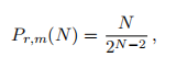 P_{r,m}(N) = \frac{N}{2^{N-2}},